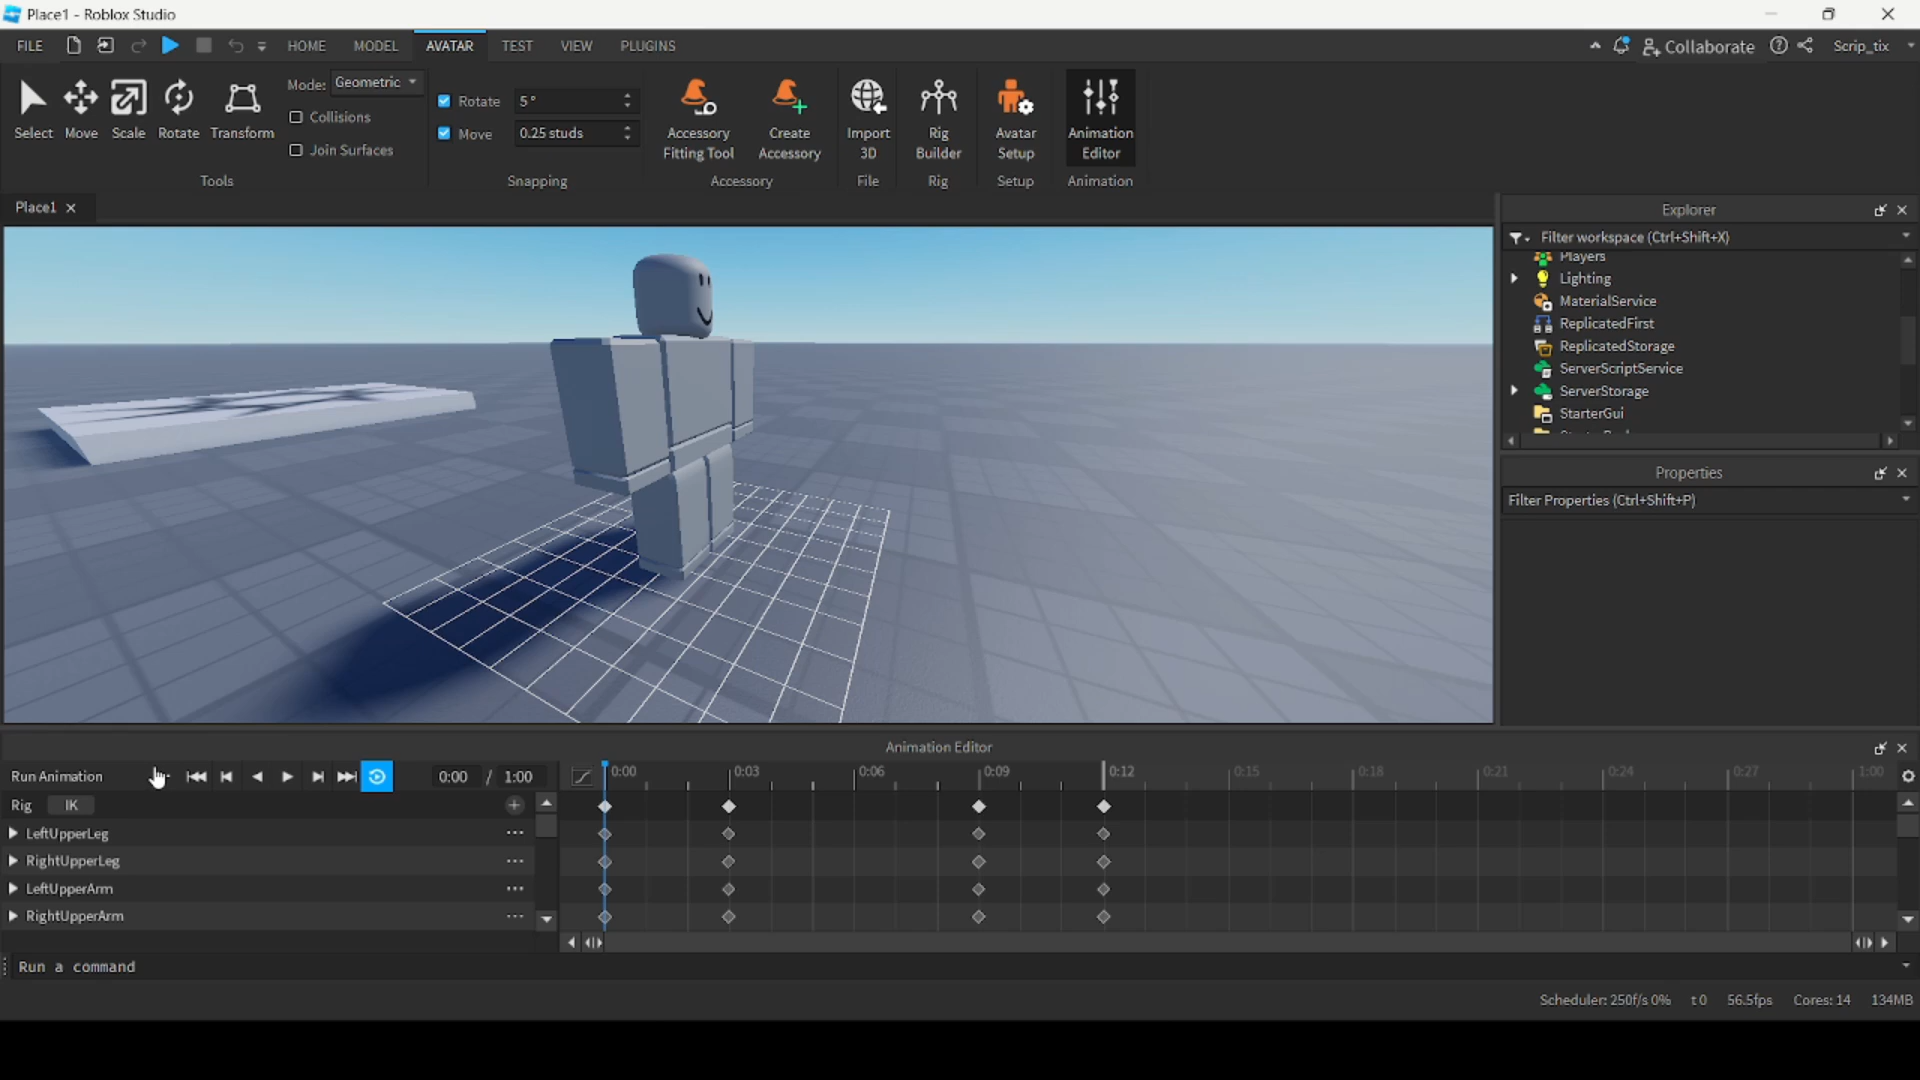 Place1 - Roblox Studio
FILE HOME MODEL AVATAR TEST VIEW PLUGINS Collaborate Scrip_tix
Select Move Scale Rotate Transform
Mode: Geometric
Collisions
Join Surfaces
Tools
Rotate 5°
Move 0.25 studs
Snapping
Accessory Fitting Tool
Create Accessory
Accessory
Import 3D
File
Rig Builder
Rig
Avatar Setup
Setup
Animation Editor
Animation
Place1
Explorer
Filter workspace (Ctrl+Shift+X)
Players
Lighting
MaterialService
ReplicatedFirst
ReplicatedStorage
ServerScriptService
ServerStorage
StarterGui
Properties
Filter Properties (Ctrl+Shift+P)
Animation Editor
Run Animation 0:00 / 1:00 0:00 0:03 0:06 0:09 0:12 0:15 0:18 0:21 0:24 0:27 1:00
Rig IK
LeftUpperLeg
RightUpperLeg
LeftUpperArm
RightUpperArm
Run a command
Scheduler: 250f/s 0% t 0 56.5fps Cores: 14 134MB